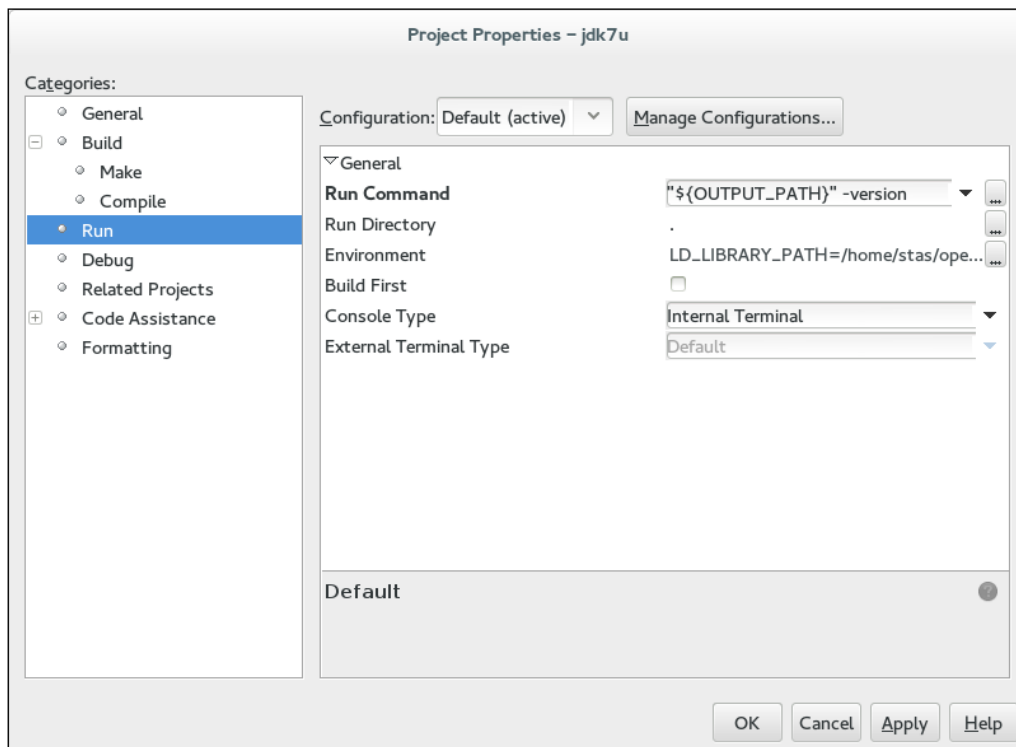 Project Properties – jdk7u
Categories:
General
Build
Make
Compile
Run
Debug
Related Projects
Code Assistance
Formatting
Configuration: Default (active) Manage Configurations...
General
Run Command "${OUTPUT_PATH}" -version ...
Run Directory . ...
Environment LD_LIBRARY_PATH=/home/stas/ope... ...
Build First
Console Type Internal Terminal
External Terminal Type Default
Default ?
OK Cancel Apply Help